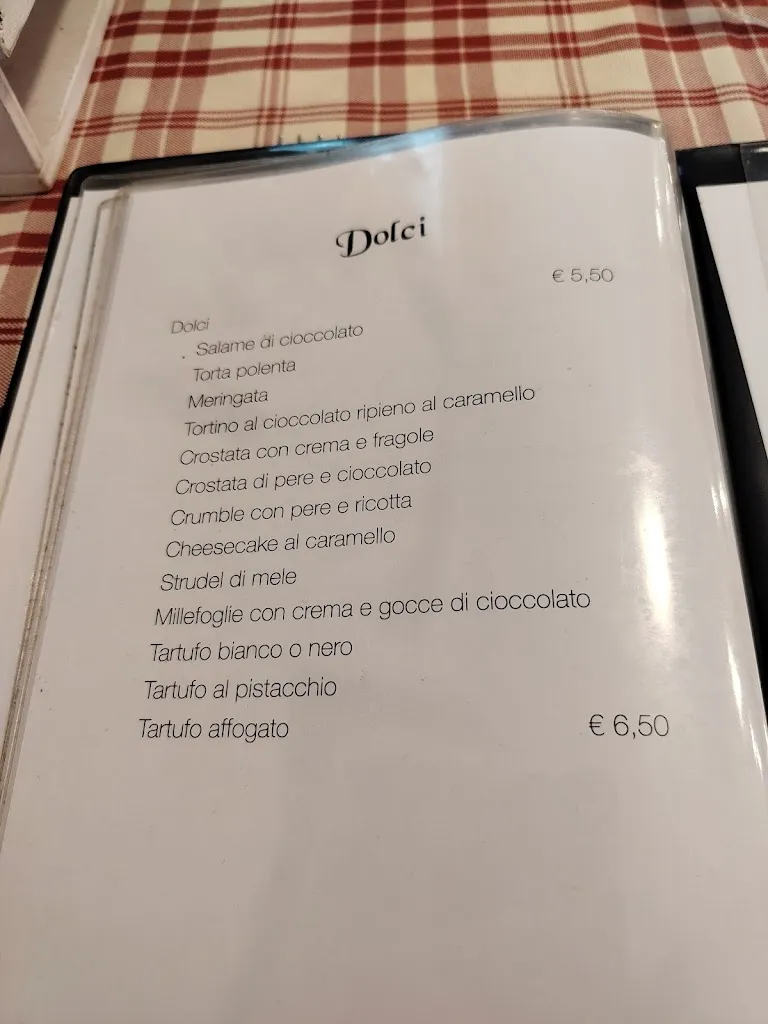 Dolci
€ 5,50
Dolci
. Salame di cioccolato
Torta polenta
Meringata
Tortino al cioccolato ripieno al caramello
Crostata con crema e fragole
Crostata di pere e cioccolato
Crumble con pere e ricotta
Cheesecake al caramello
Strudel di mele
Millefoglie con crema e gocce di cioccolato
Tartufo bianco o nero
Tartufo al pistacchio
Tartufo affogato € 6,50